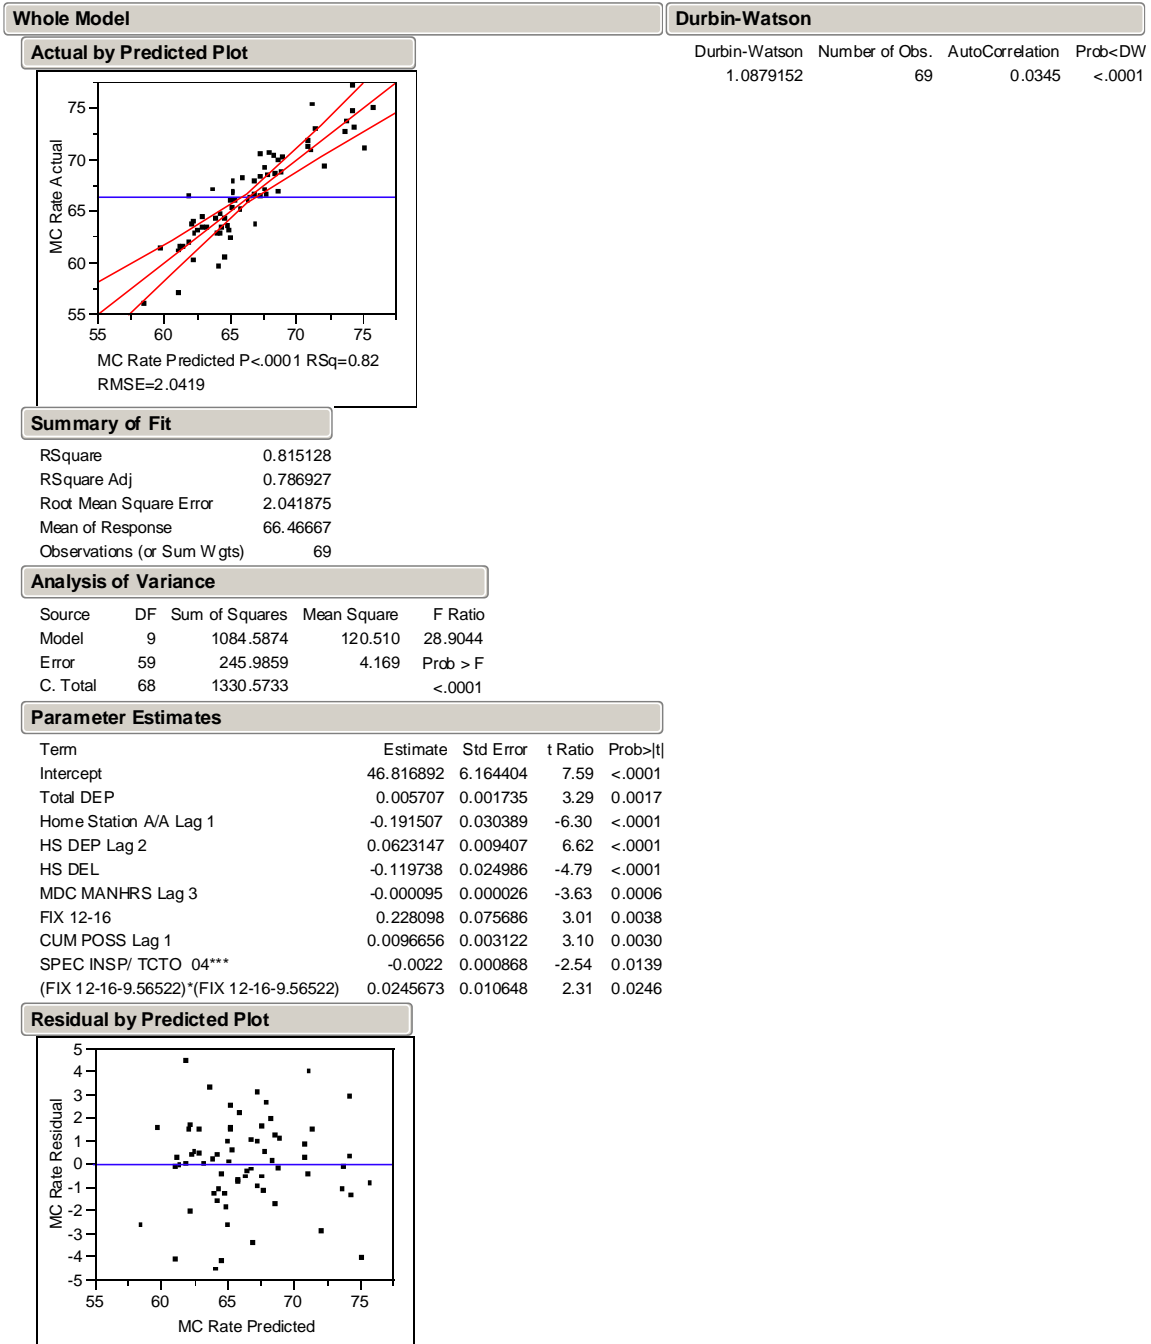 Whole Model
Actual by Predicted Plot
75
70
65
60
55
MC Rate Actual
55 60 65 70 75
MC Rate Predicted P<.0001 RSq=0.82
RMSE=2.0419
Summary of Fit
RSquare 0.815128
RSquare Adj 0.786927
Root Mean Square Error 2.041875
Mean of Response 66.46667
Observations (or Sum Wgts) 69
Analysis of Variance
Source DF Sum of Squares Mean Square F Ratio
Model 9 1084.5874 120.510 28.9044
Error 59 245.9859 4.169 Prob > F
C. Total 68 1330.5733 <.0001
Parameter Estimates
Term Estimate Std Error t Ratio Prob>|t|
Intercept 46.816892 6.164404 7.59 <.0001
Total DEP 0.005707 0.001735 3.29 0.0017
Home Station A/A Lag 1 -0.191507 0.030389 -6.30 <.0001
HS DEP Lag 2 0.0623147 0.009407 6.62 <.0001
HS DEL -0.119738 0.024986 -4.79 <.0001
MDC MANHRS Lag 3 -0.000095 0.000026 -3.63 0.0006
FIX 12-16 0.228098 0.075686 3.01 0.0038
CUM POSS Lag 1 0.0096656 0.003122 3.10 0.0030
SPEC INSP/ TCTO 04*** -0.0022 0.000868 -2.54 0.0139
(FIX 12-16-9.56522)*(FIX 12-16-9.56522) 0.0245673 0.010648 2.31 0.0246
Residual by Predicted Plot
5
4
3
2
1
0
-1
-2
-3
-4
-5
MC Rate Residual
55 60 65 70 75
MC Rate Predicted
Durbin-Watson
Durbin-Watson Number of Obs. AutoCorrelation Prob<DW
1.0879152 69 0.0345 <.0001